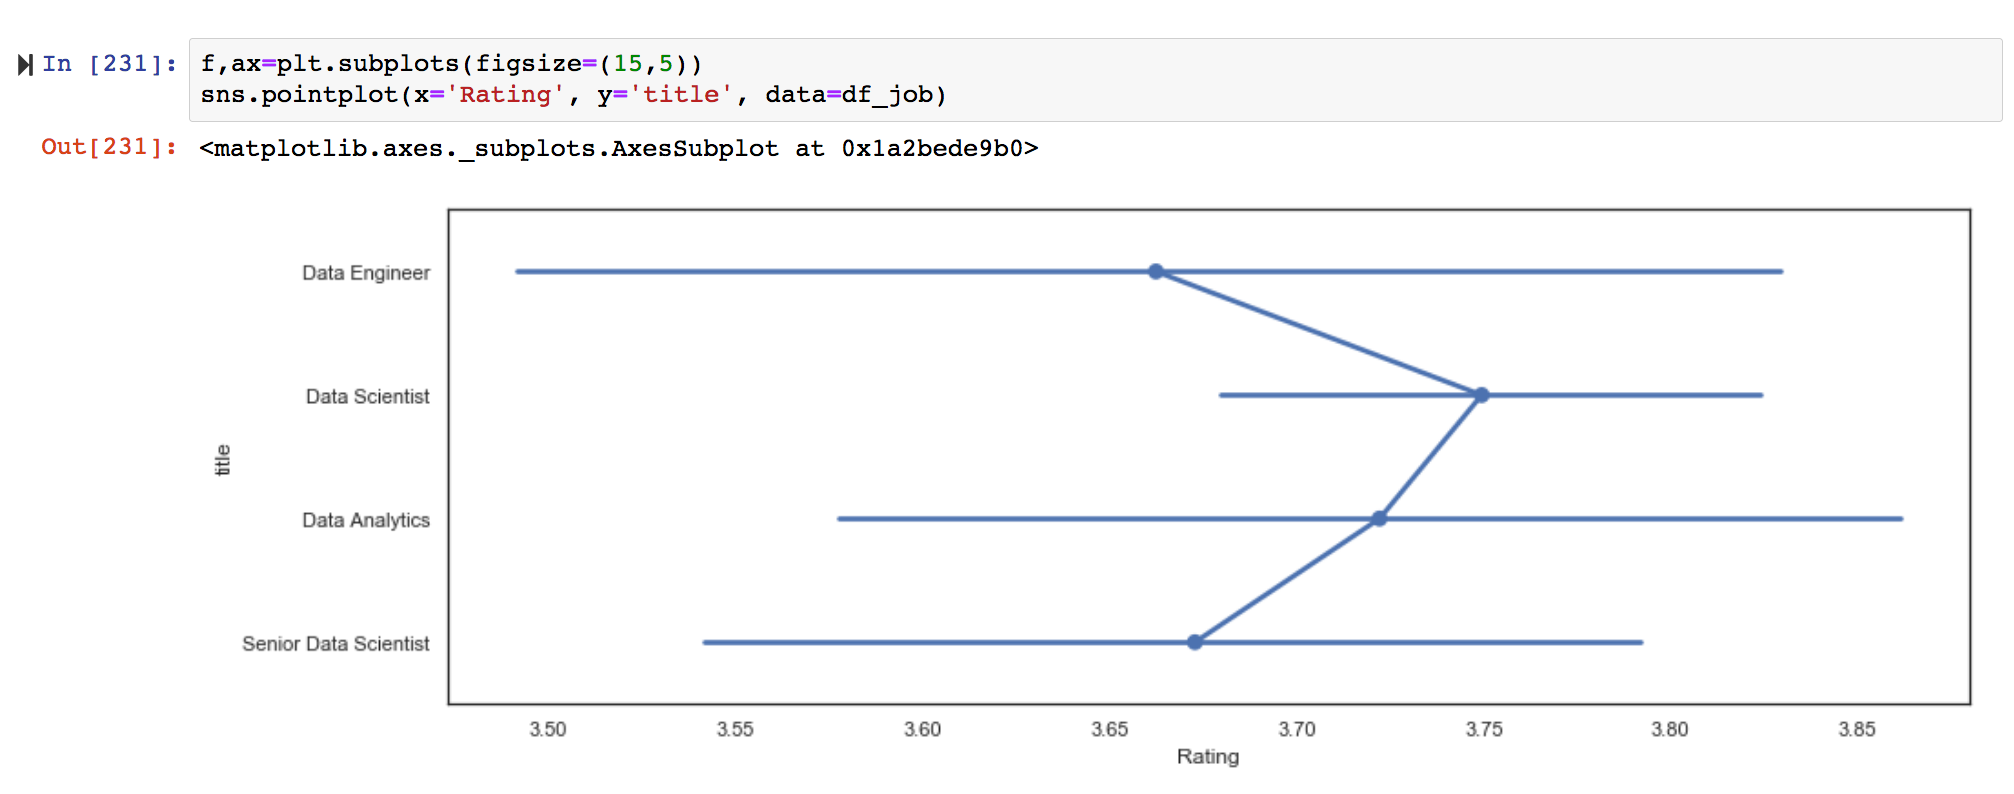 In [231]: f,ax=plt.subplots(figsize=(15,5))
sns.pointplot(x='Rating', y='title', data=df_job)
Out[231]: <matplotlib.axes._subplots.AxesSubplot at 0x1a2bede9b0>
Data Engineer
Data Scientist
title
Data Analytics
Senior Data Scientist
3.50 3.55 3.60 3.65 3.70 3.75 3.80 3.85
Rating